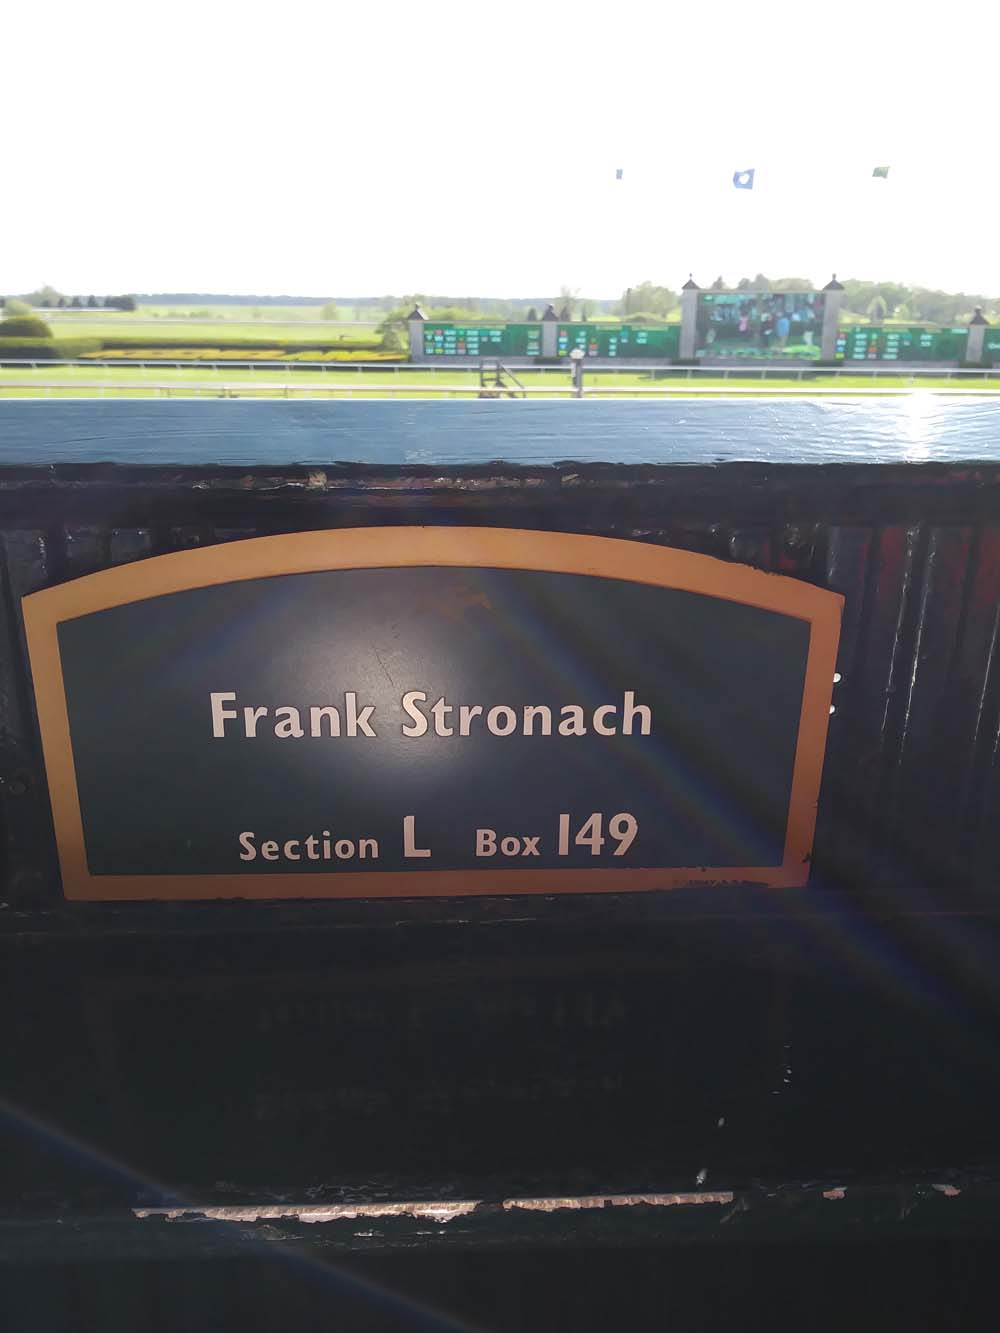 Frank Stronach
Section L Box 149